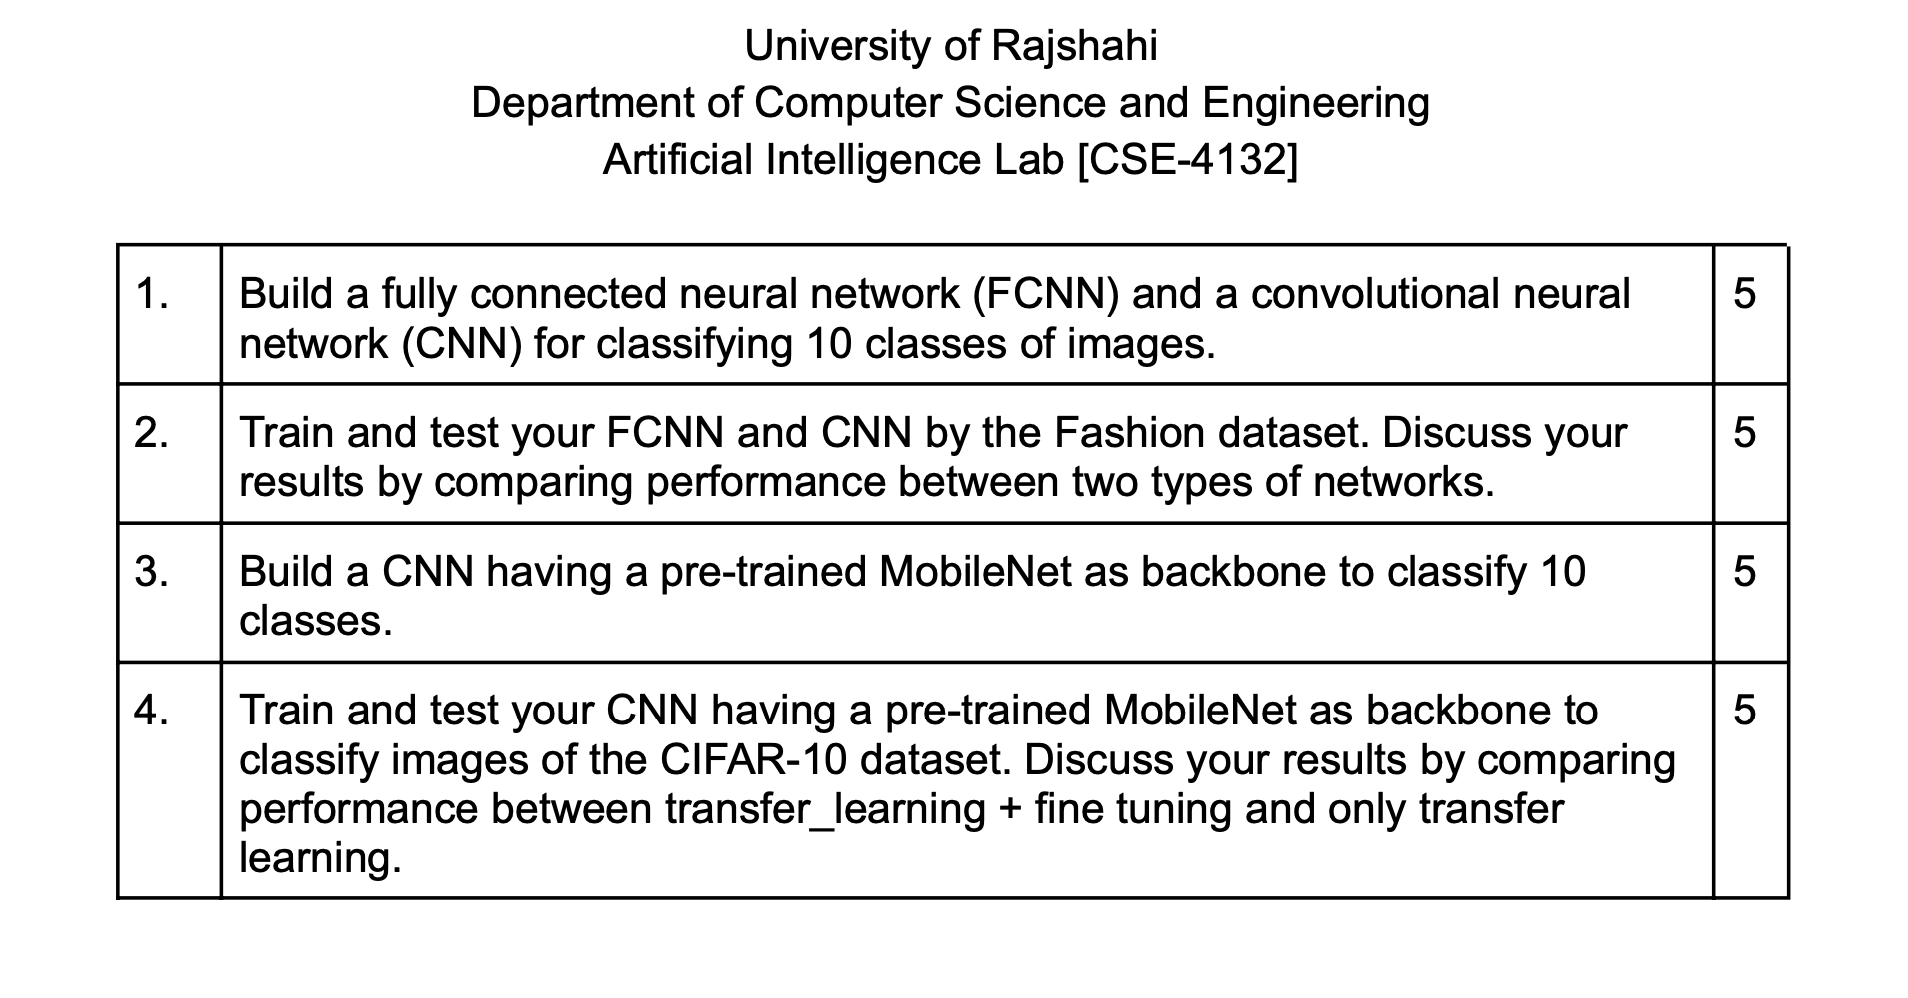 University of Rajshahi
Department of Computer Science and Engineering
Artificial Intelligence Lab [CSE-4132]
1. Build a fully connected neural network (FCNN) and a convolutional neural 5
network (CNN) for classifying 10 classes of images.
2. Train and test your FCNN and CNN by the Fashion dataset. Discuss your 5
results by comparing performance between two types of networks.
3. Build a CNN having a pre-trained MobileNet as backbone to classify 10 5
classes.
4. Train and test your CNN having a pre-trained MobileNet as backbone to 5
classify images of the CIFAR-10 dataset. Discuss your results by comparing
performance between transfer_learning + fine tuning and only transfer
learning.